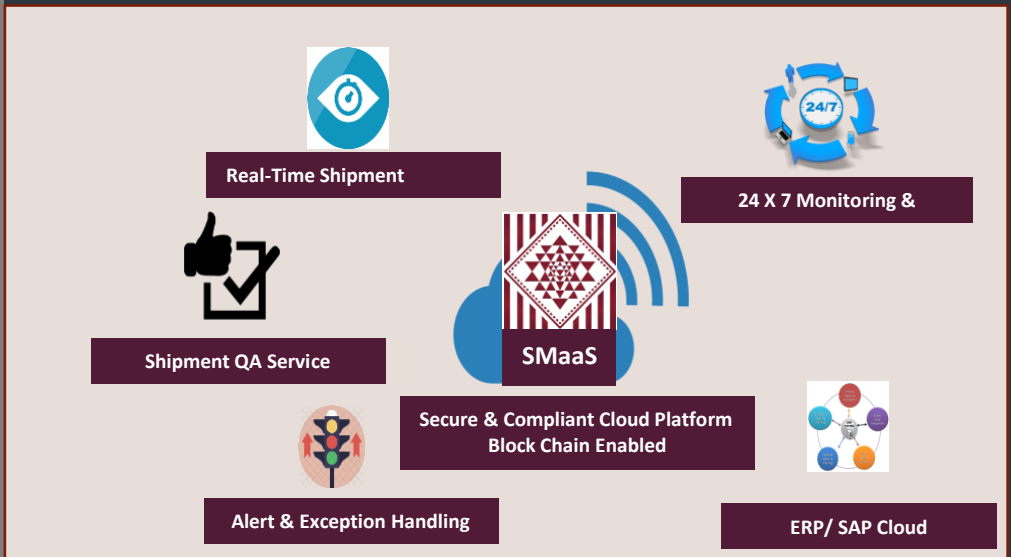 24/7
Real-Time Shipment
24 X 7 Monitoring &
SMaaS
Shipment QA Service
Secure & Compliant Cloud Platform
Block Chain Enabled
Alert & Exception Handling
ERP/ SAP Cloud